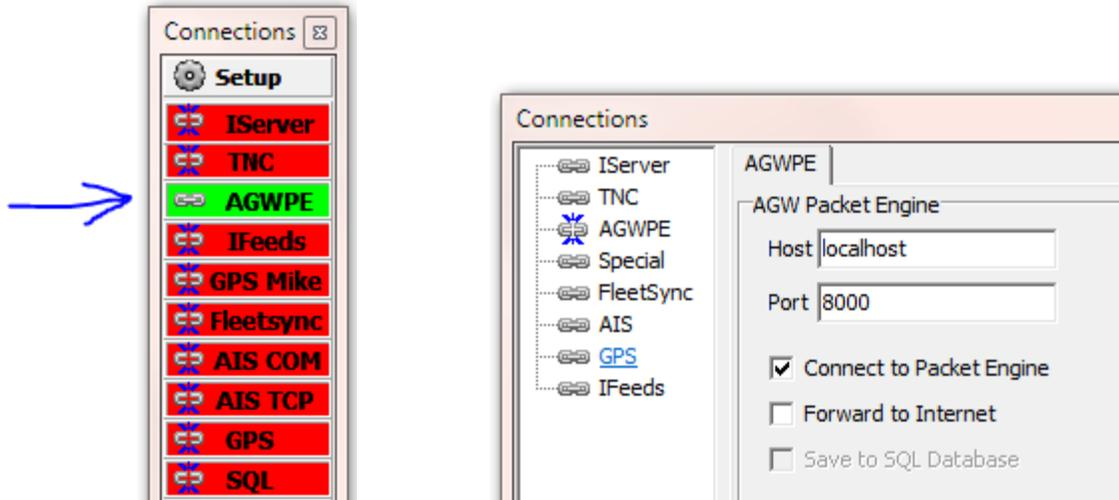 Connections
Setup
IServer
TNC
AGWPE
IFeeds
GPS Mike
Fleetsync
AIS COM
AIS TCP
GPS
SQL
Connections
IServer
TNC
AGWPE
Special
FleetSync
AIS
GPS
IFeeds
AGWPE
AGW Packet Engine
Host localhost
Port 8000
Connect to Packet Engine
Forward to Internet
Save to SQL Database